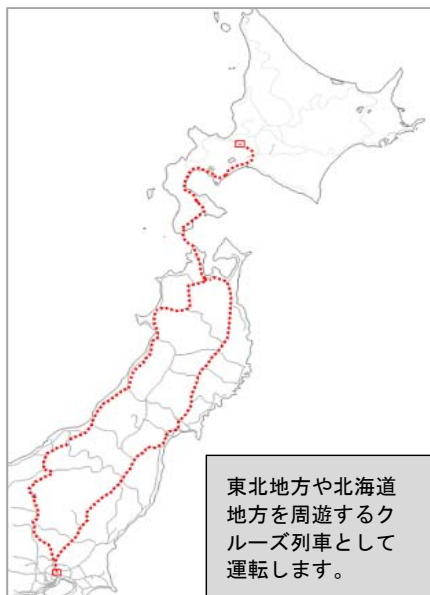 東北地方や北海道
地方を周遊するク
ルーズ列車として
運転します。